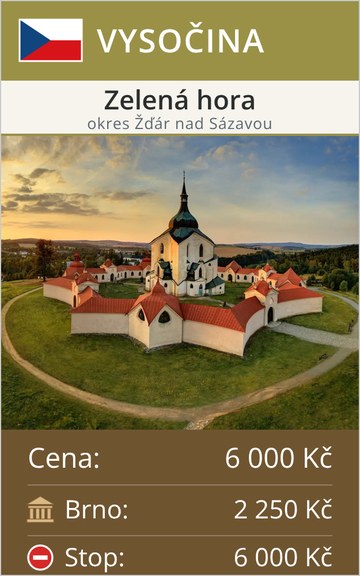 VYSOČINA
Zelená hora
okres Žďár nad Sázavou
Cena: 6 000 Kč
Brno: 2 250 Kč
Stop: 6 000 Kč